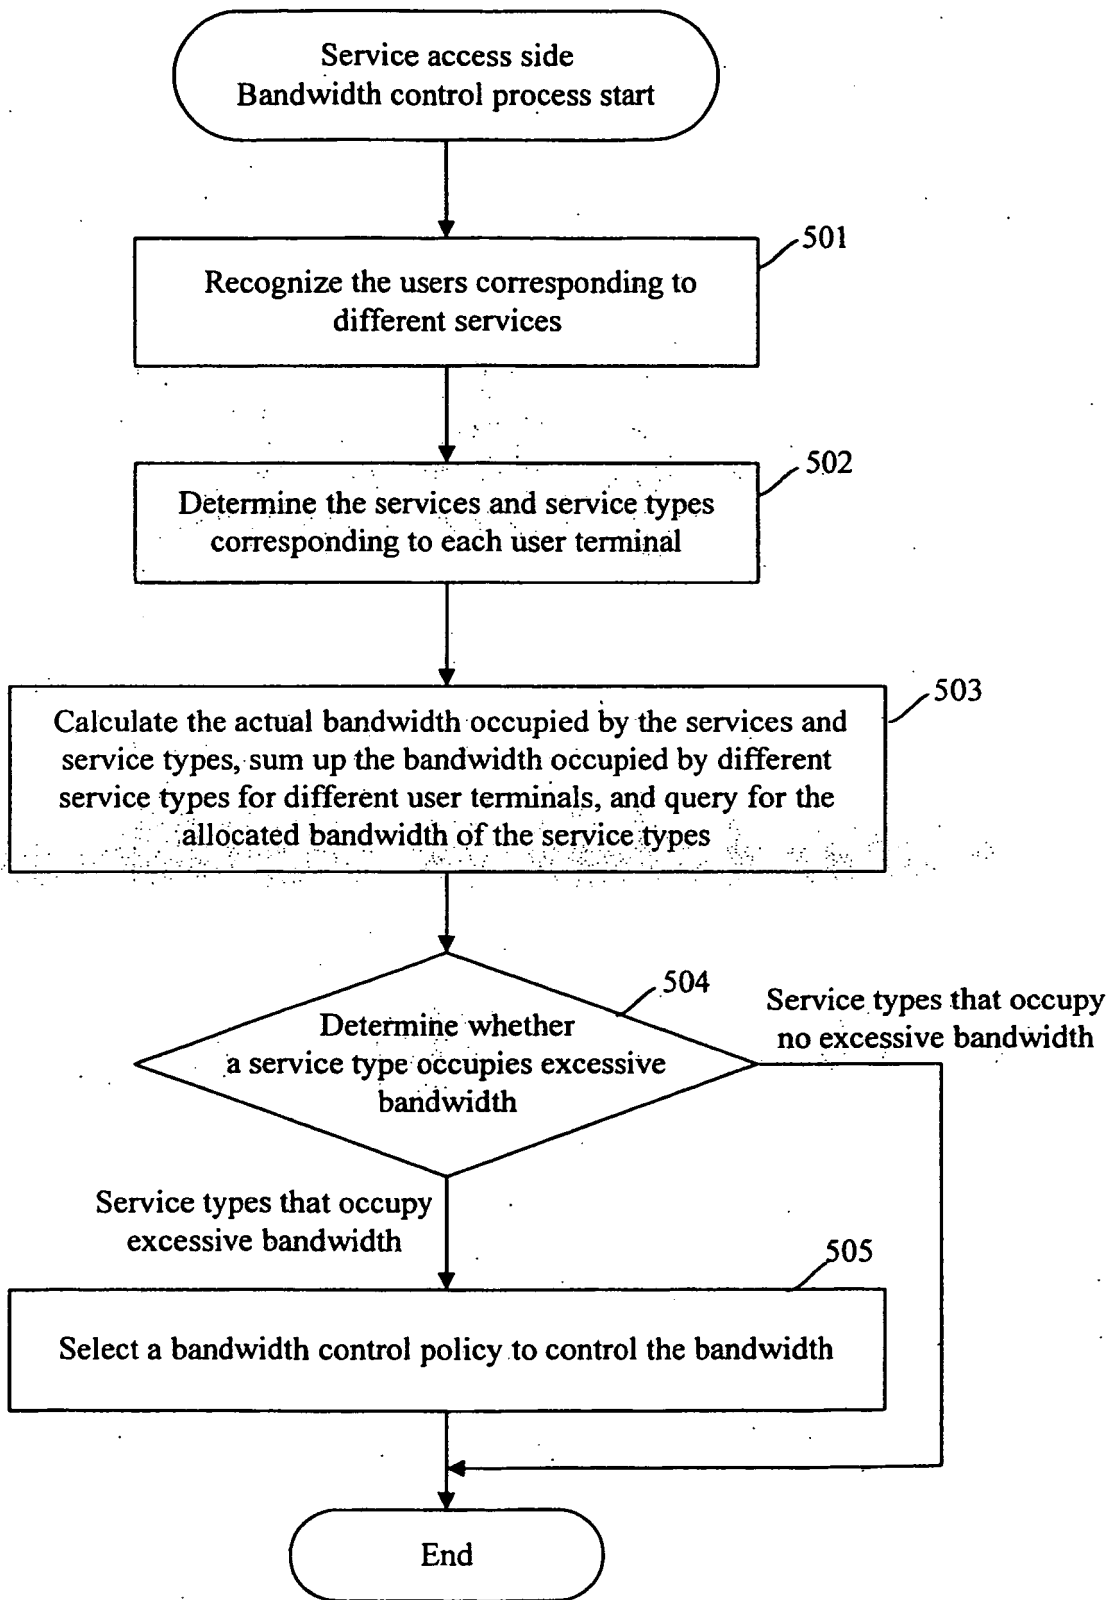 Service access side
Bandwidth control process start
501
Recognize the users corresponding to
different services
502
Determine the services and service types
corresponding to each user terminal
503
Calculate the actual bandwidth occupied by the services and
service types, sum up the bandwidth occupied by different
service types for different user terminals, and query for the
allocated bandwidth of the service types
504
Determine whether
a service type occupies excessive
bandwidth
Service types that occupy
no excessive bandwidth
Service types that occupy
excessive bandwidth
505
Select a bandwidth control policy to control the bandwidth
End